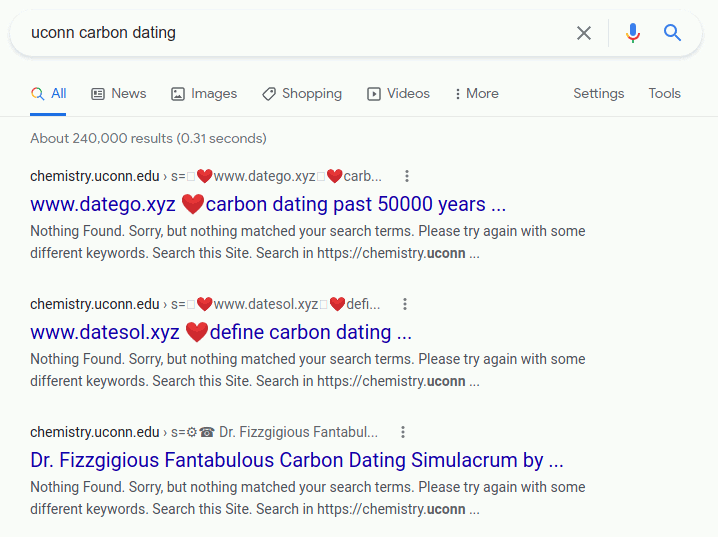 uconn carbon dating
All News Images Shopping Videos More Settings Tools
About 240,000 results (0.31 seconds)
chemistry.uconn.edu › s=□❤️www.datego.xyz□❤️carb...
www.datego.xyz ❤️carbon dating past 50000 years ...
Nothing Found. Sorry, but nothing matched your search terms. Please try again with some
different keywords. Search this Site. Search in https://chemistry.uconn ...
chemistry.uconn.edu › s=□❤️www.datesol.xyz□❤️defi...
www.datesol.xyz ❤️define carbon dating ...
Nothing Found. Sorry, but nothing matched your search terms. Please try again with some
different keywords. Search this Site. Search in https://chemistry.uconn ...
chemistry.uconn.edu › s=⚙☎ Dr. Fizzgigious Fantabul...
Dr. Fizzgigious Fantabulous Carbon Dating Simulacrum by ...
Nothing Found. Sorry, but nothing matched your search terms. Please try again with some
different keywords. Search this Site. Search in https://chemistry.uconn ...